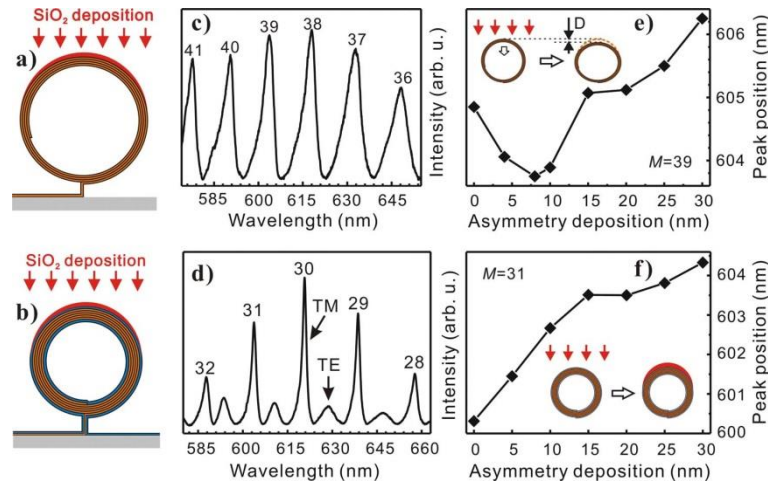 SiO₂ deposition
a)
c)
41
40
39
38
37
36
Intensity (arb. u.)
585
600
615
630
645
Wavelength (nm)
e)
D
M=39
606
605
604
Peak position (nm)
0
5
10
15
20
25
30
Asymmetry deposition (nm)
SiO₂ deposition
b)
d)
32
31
30
29
28
TM
TE
Intensity (arb. u.)
585
600
615
630
645
660
Wavelength (nm)
M=31
f)
604
603
602
601
600
Peak position (nm)
0
5
10
15
20
25
30
Asymmetry deposition (nm)